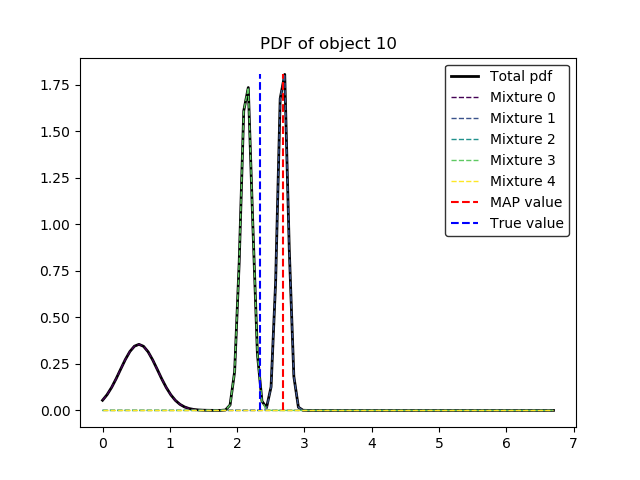 PDF of object 10
Total pdf
Mixture 0
Mixture 1
Mixture 2
Mixture 3
Mixture 4
MAP value
True value
1.75
1.50
1.25
1.00
0.75
0.50
0.25
0.00
0 1 2 3 4 5 6 7